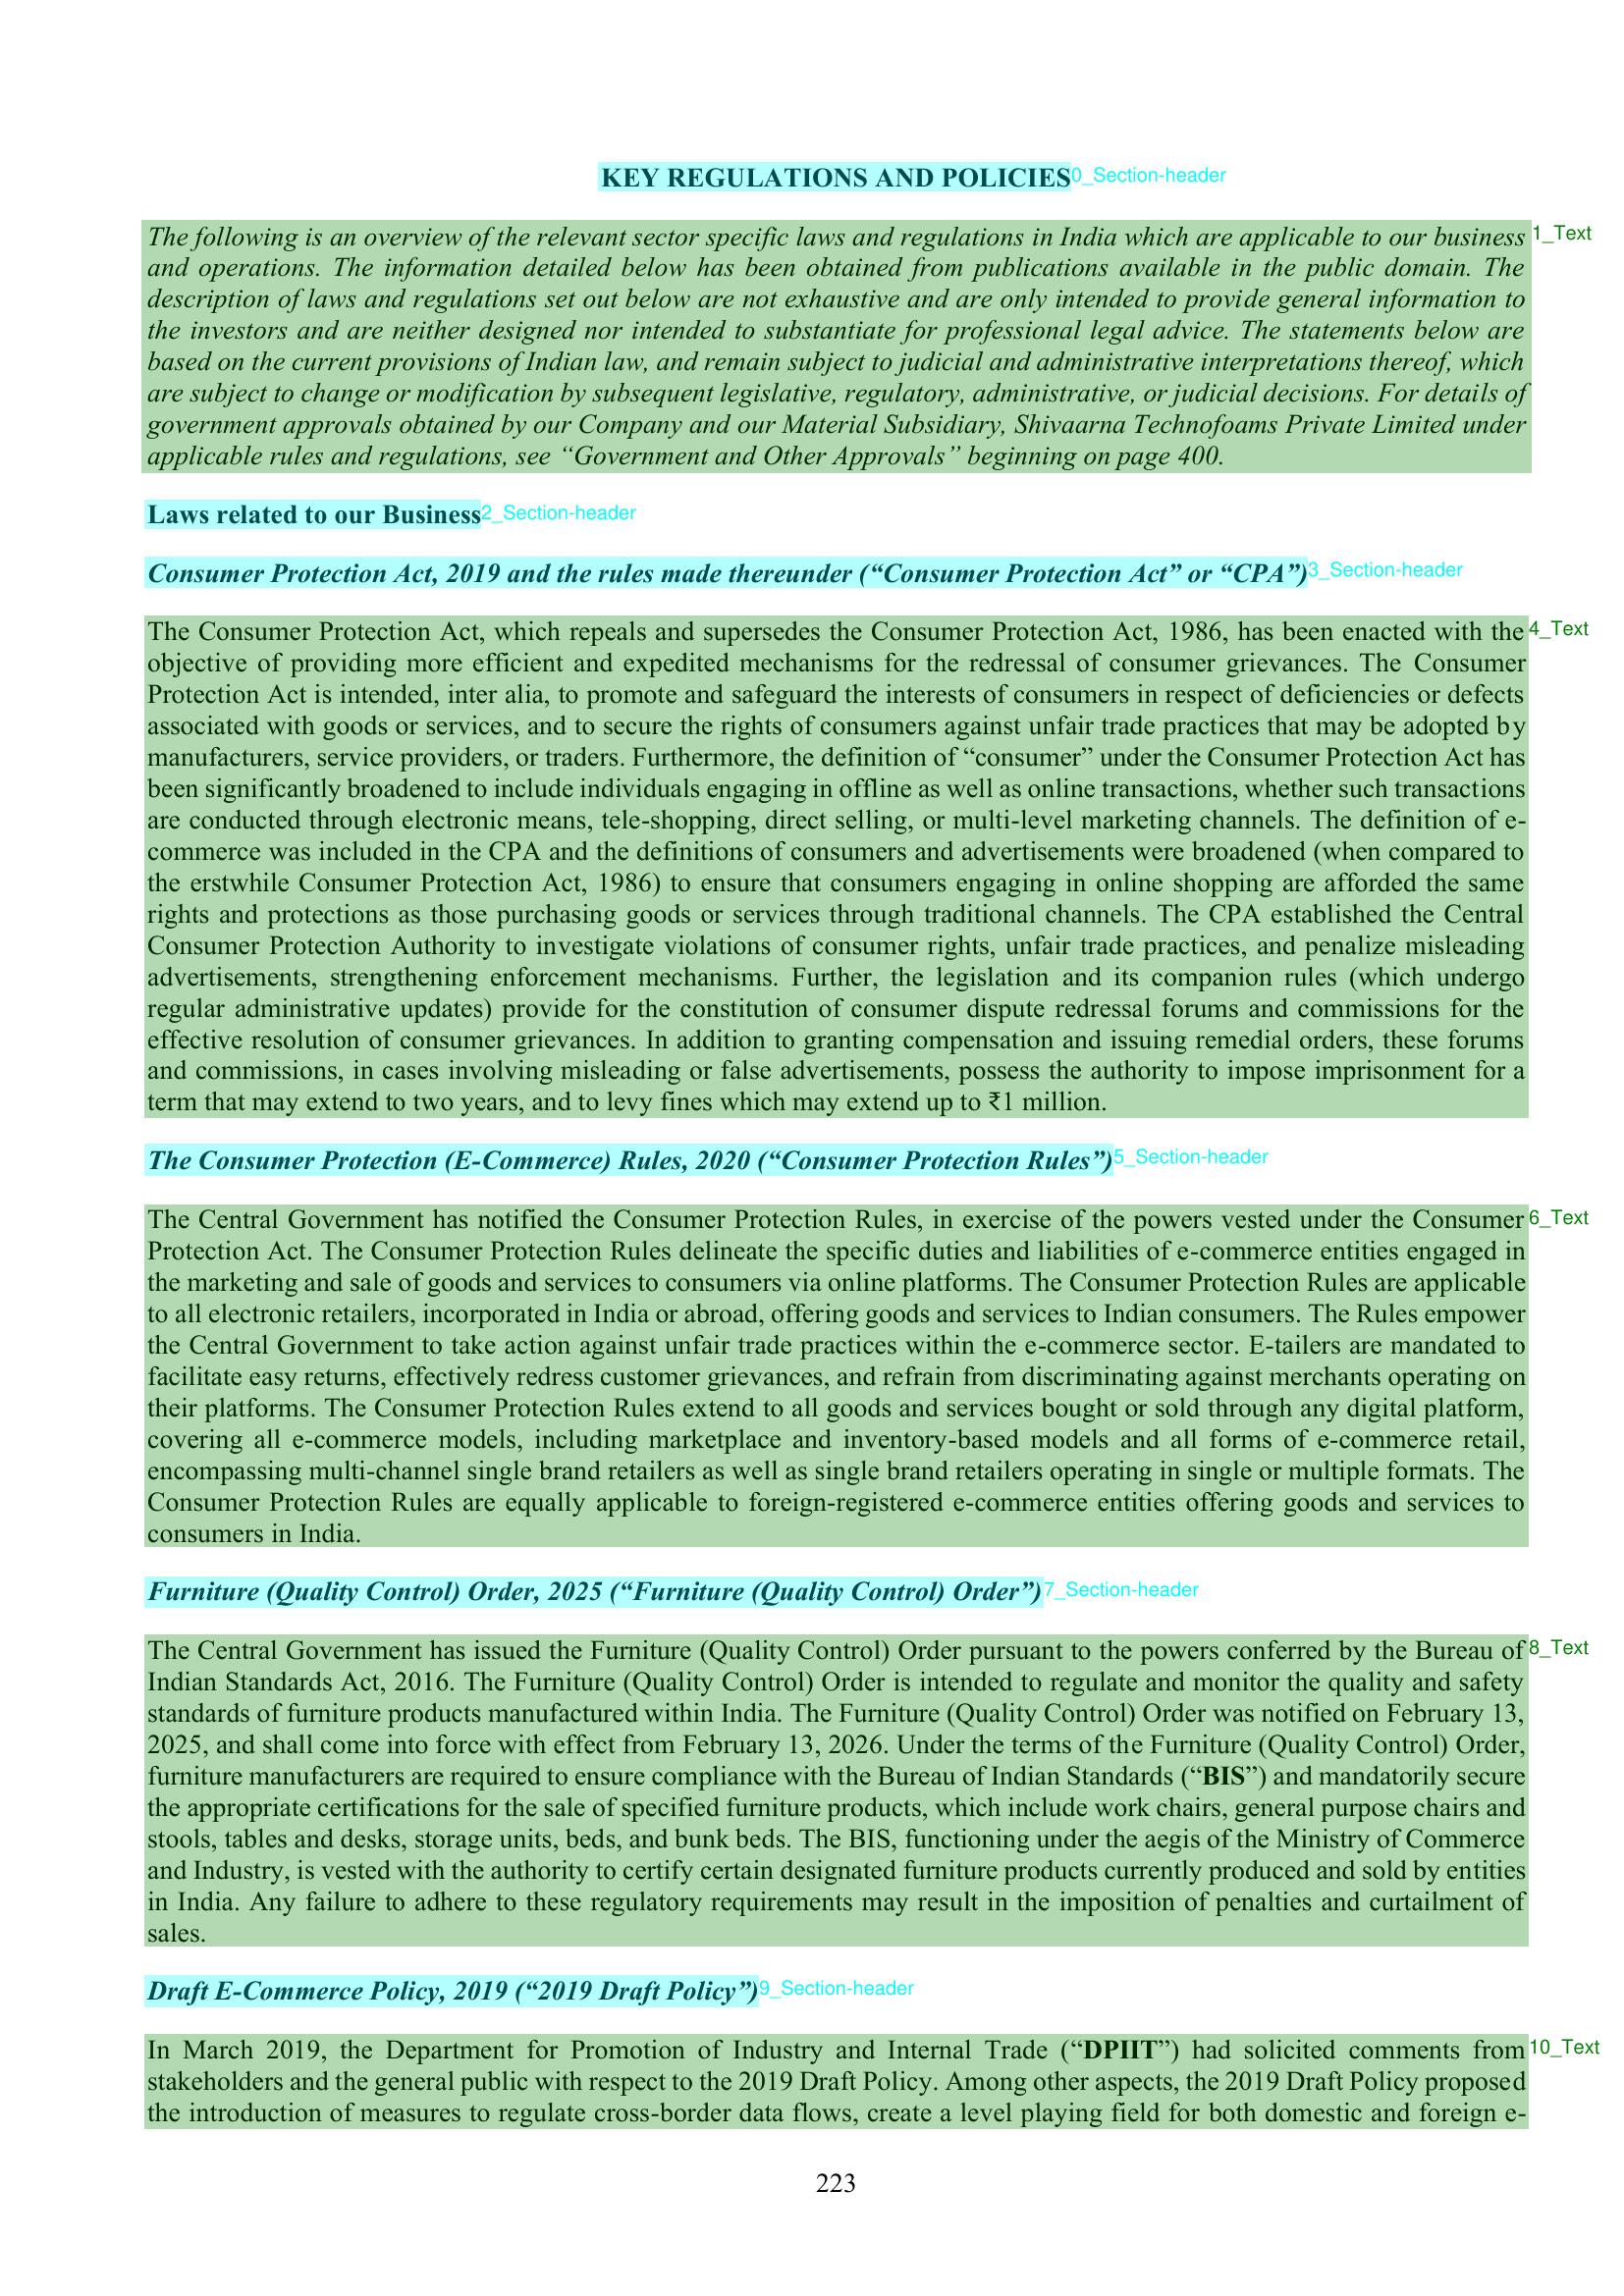 KEY REGULATIONS AND POLICIES0_Section-header
The following is an overview of the relevant sector specific laws and regulations in India which are applicable to our business 1_Text
and operations. The information detailed below has been obtained from publications available in the public domain. The
description of laws and regulations set out below are not exhaustive and are only intended to provide general information to
the investors and are neither designed nor intended to substantiate for professional legal advice. The statements below are
based on the current provisions of Indian law, and remain subject to judicial and administrative interpretations thereof, which
are subject to change or modification by subsequent legislative, regulatory, administrative, or judicial decisions. For details of
government approvals obtained by our Company and our Material Subsidiary, Shivaarna Technofoams Private Limited under
applicable rules and regulations, see “Government and Other Approvals” beginning on page 400.
Laws related to our Business2_Section-header
Consumer Protection Act, 2019 and the rules made thereunder (“Consumer Protection Act” or “CPA”)3_Section-header
The Consumer Protection Act, which repeals and supersedes the Consumer Protection Act, 1986, has been enacted with the 4_Text
objective of providing more efficient and expedited mechanisms for the redressal of consumer grievances. The Consumer
Protection Act is intended, inter alia, to promote and safeguard the interests of consumers in respect of deficiencies or defects
associated with goods or services, and to secure the rights of consumers against unfair trade practices that may be adopted by
manufacturers, service providers, or traders. Furthermore, the definition of “consumer” under the Consumer Protection Act has
been significantly broadened to include individuals engaging in offline as well as online transactions, whether such transactions
are conducted through electronic means, tele-shopping, direct selling, or multi-level marketing channels. The definition of e-
commerce was included in the CPA and the definitions of consumers and advertisements were broadened (when compared to
the erstwhile Consumer Protection Act, 1986) to ensure that consumers engaging in online shopping are afforded the same
rights and protections as those purchasing goods or services through traditional channels. The CPA established the Central
Consumer Protection Authority to investigate violations of consumer rights, unfair trade practices, and penalize misleading
advertisements, strengthening enforcement mechanisms. Further, the legislation and its companion rules (which undergo
regular administrative updates) provide for the constitution of consumer dispute redressal forums and commissions for the
effective resolution of consumer grievances. In addition to granting compensation and issuing remedial orders, these forums
and commissions, in cases involving misleading or false advertisements, possess the authority to impose imprisonment for a
term that may extend to two years, and to levy fines which may extend up to ₹1 million.
The Consumer Protection (E-Commerce) Rules, 2020 (“Consumer Protection Rules”)5_Section-header
The Central Government has notified the Consumer Protection Rules, in exercise of the powers vested under the Consumer 6_Text
Protection Act. The Consumer Protection Rules delineate the specific duties and liabilities of e-commerce entities engaged in
the marketing and sale of goods and services to consumers via online platforms. The Consumer Protection Rules are applicable
to all electronic retailers, incorporated in India or abroad, offering goods and services to Indian consumers. The Rules empower
the Central Government to take action against unfair trade practices within the e-commerce sector. E-tailers are mandated to
facilitate easy returns, effectively redress customer grievances, and refrain from discriminating against merchants operating on
their platforms. The Consumer Protection Rules extend to all goods and services bought or sold through any digital platform,
covering all e-commerce models, including marketplace and inventory-based models and all forms of e-commerce retail,
encompassing multi-channel single brand retailers as well as single brand retailers operating in single or multiple formats. The
Consumer Protection Rules are equally applicable to foreign-registered e-commerce entities offering goods and services to
consumers in India.
Furniture (Quality Control) Order, 2025 (“Furniture (Quality Control) Order”)7_Section-header
The Central Government has issued the Furniture (Quality Control) Order pursuant to the powers conferred by the Bureau of 8_Text
Indian Standards Act, 2016. The Furniture (Quality Control) Order is intended to regulate and monitor the quality and safety
standards of furniture products manufactured within India. The Furniture (Quality Control) Order was notified on February 13,
2025, and shall come into force with effect from February 13, 2026. Under the terms of the Furniture (Quality Control) Order,
furniture manufacturers are required to ensure compliance with the Bureau of Indian Standards (“BIS”) and mandatorily secure
the appropriate certifications for the sale of specified furniture products, which include work chairs, general purpose chairs and
stools, tables and desks, storage units, beds, and bunk beds. The BIS, functioning under the aegis of the Ministry of Commerce
and Industry, is vested with the authority to certify certain designated furniture products currently produced and sold by entities
in India. Any failure to adhere to these regulatory requirements may result in the imposition of penalties and curtailment of
sales.
Draft E-Commerce Policy, 2019 (“2019 Draft Policy”)9_Section-header
In March 2019, the Department for Promotion of Industry and Internal Trade (“DPIIT”) had solicited comments from 10_Text
stakeholders and the general public with respect to the 2019 Draft Policy. Among other aspects, the 2019 Draft Policy proposed
the introduction of measures to regulate cross-border data flows, create a level playing field for both domestic and foreign e-
223